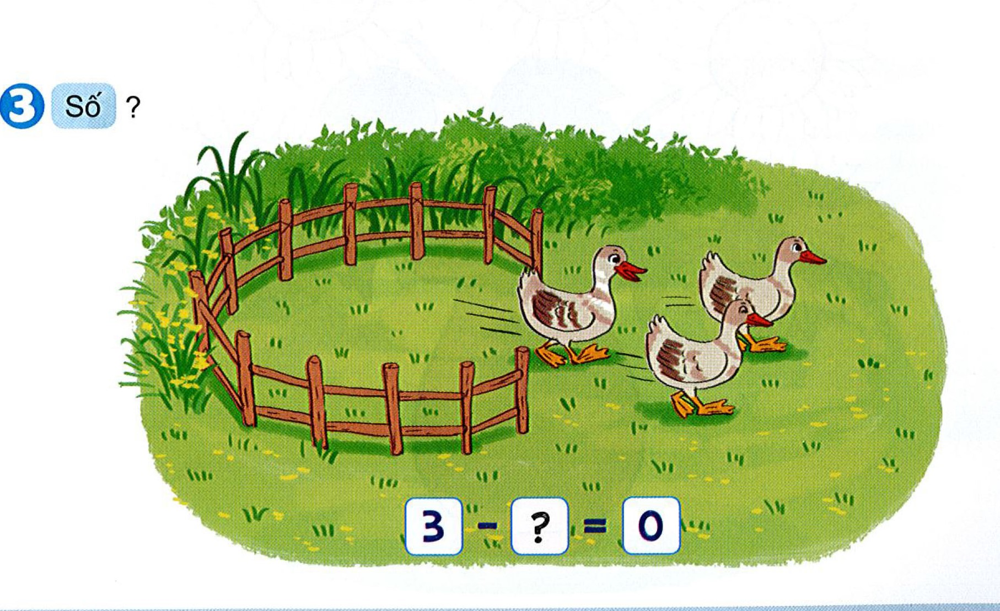 3 Số ?
3 - ? = 0